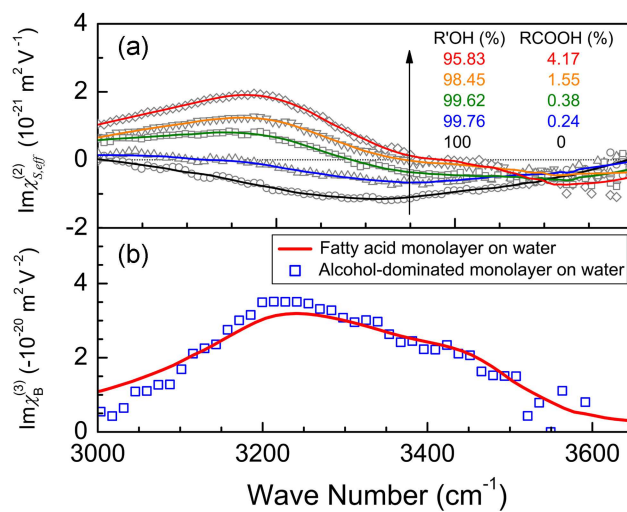 4
(a)
R'OH (%) RCOOH (%)
95.83 4.17
98.45 1.55
99.62 0.38
99.76 0.24
100 0
2
0
-2
Imχ(2)S,eff (10-21 m2 V-1)
(b)
Fatty acid monolayer on water
Alcohol-dominated monolayer on water
4
2
0
Imχ(3)B (-10-20 m2 V-2)
3000 3200 3400 3600
Wave Number (cm-1)